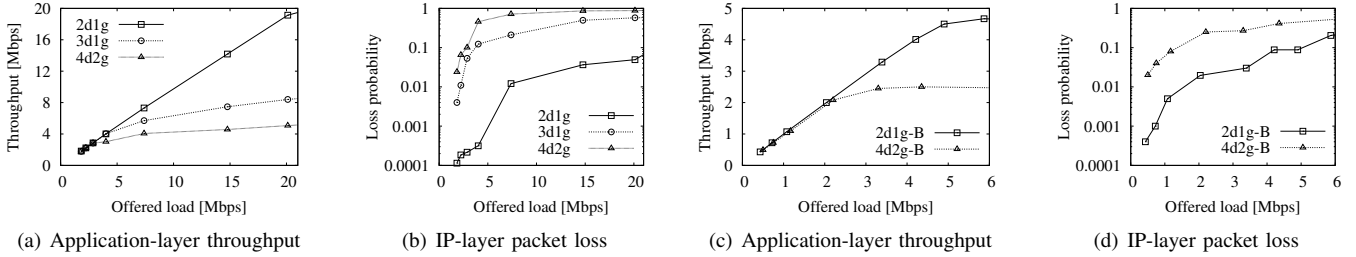 Throughput [Mbps]
20
16
12
8
4
0
2d1g
3d1g
4d2g
0 5 10 15 20
Offered load [Mbps]
(a) Application-layer throughput
Loss probability
1
0.1
0.01
0.001
0.0001
2d1g
3d1g
4d2g
0 5 10 15 20
Offered load [Mbps]
(b) IP-layer packet loss
Throughput [Mbps]
5
4
3
2
1
0
2d1g-B
4d2g-B
0 1 2 3 4 5 6
Offered load [Mbps]
(c) Application-layer throughput
Loss probability
1
0.1
0.01
0.001
0.0001
2d1g-B
4d2g-B
0 1 2 3 4 5 6
Offered load [Mbps]
(d) IP-layer packet loss